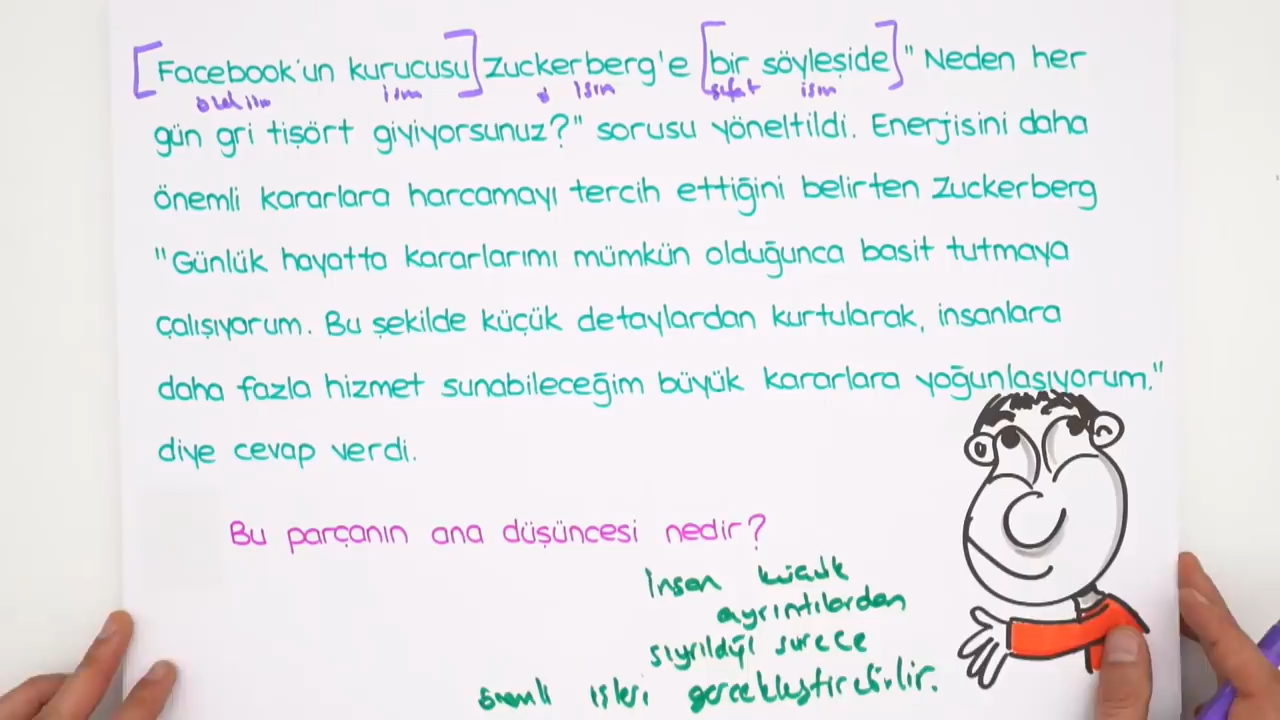 [Facebook'un kurucusu] Zuckerberg'e [bir söyleşide] " Neden her
isim isim sıfat isim
gün gri tişört giyiyorsunuz?" sorusu yöneltildi. Enerjisini daha
önemli kararlara harcamayı tercih ettiğini belirten Zuckerberg
"Günlük hayatta kararlarımı mümkün olduğunca basit tutmaya
çalışıyorum. Bu şekilde küçük detaylardan kurtularak, insanlara
daha fazla hizmet sunabileceğim büyük kararlara yoğunlaşıyorum."
diye cevap verdi.
Bu parçanın ana düşüncesi nedir?
İnsan küçük
ayrıntılardan
sıyrıldığı sürece
önemli işleri gerçekleştirebilir.